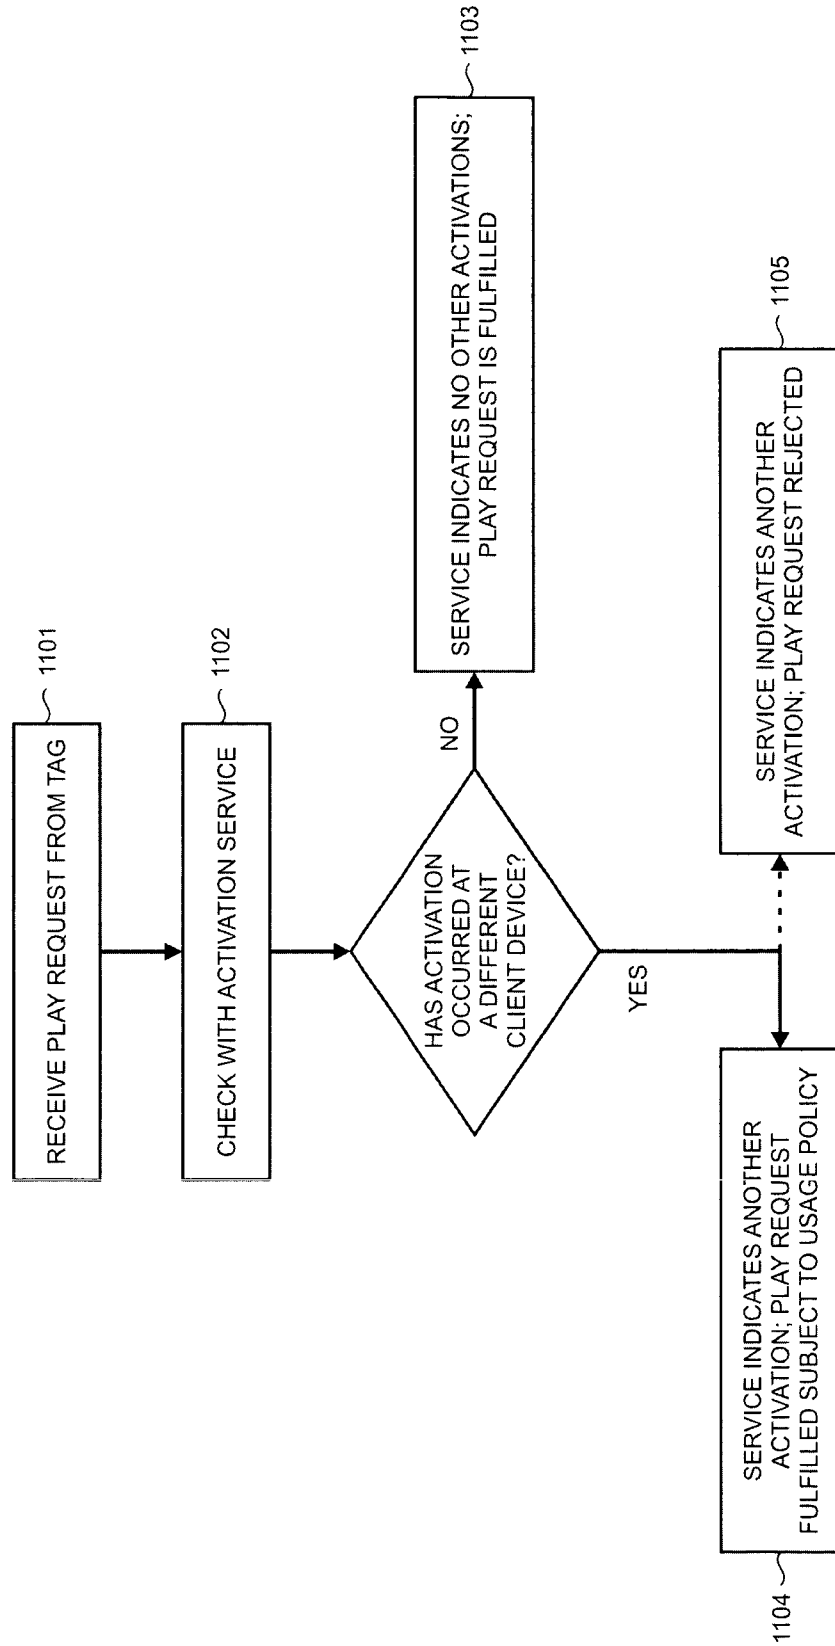 RECEIVE PLAY REQUEST FROM TAG
1101
CHECK WITH ACTIVATION SERVICE
1102
HAS ACTIVATION
OCCURRED AT
A DIFFERENT
CLIENT DEVICE?
NO
SERVICE INDICATES NO OTHER ACTIVATIONS;
PLAY REQUEST IS FULFILLED
1103
YES
SERVICE INDICATES ANOTHER
ACTIVATION; PLAY REQUEST
FULFILLED SUBJECT TO USAGE POLICY
1104
SERVICE INDICATES ANOTHER
ACTIVATION; PLAY REQUEST REJECTED
1105